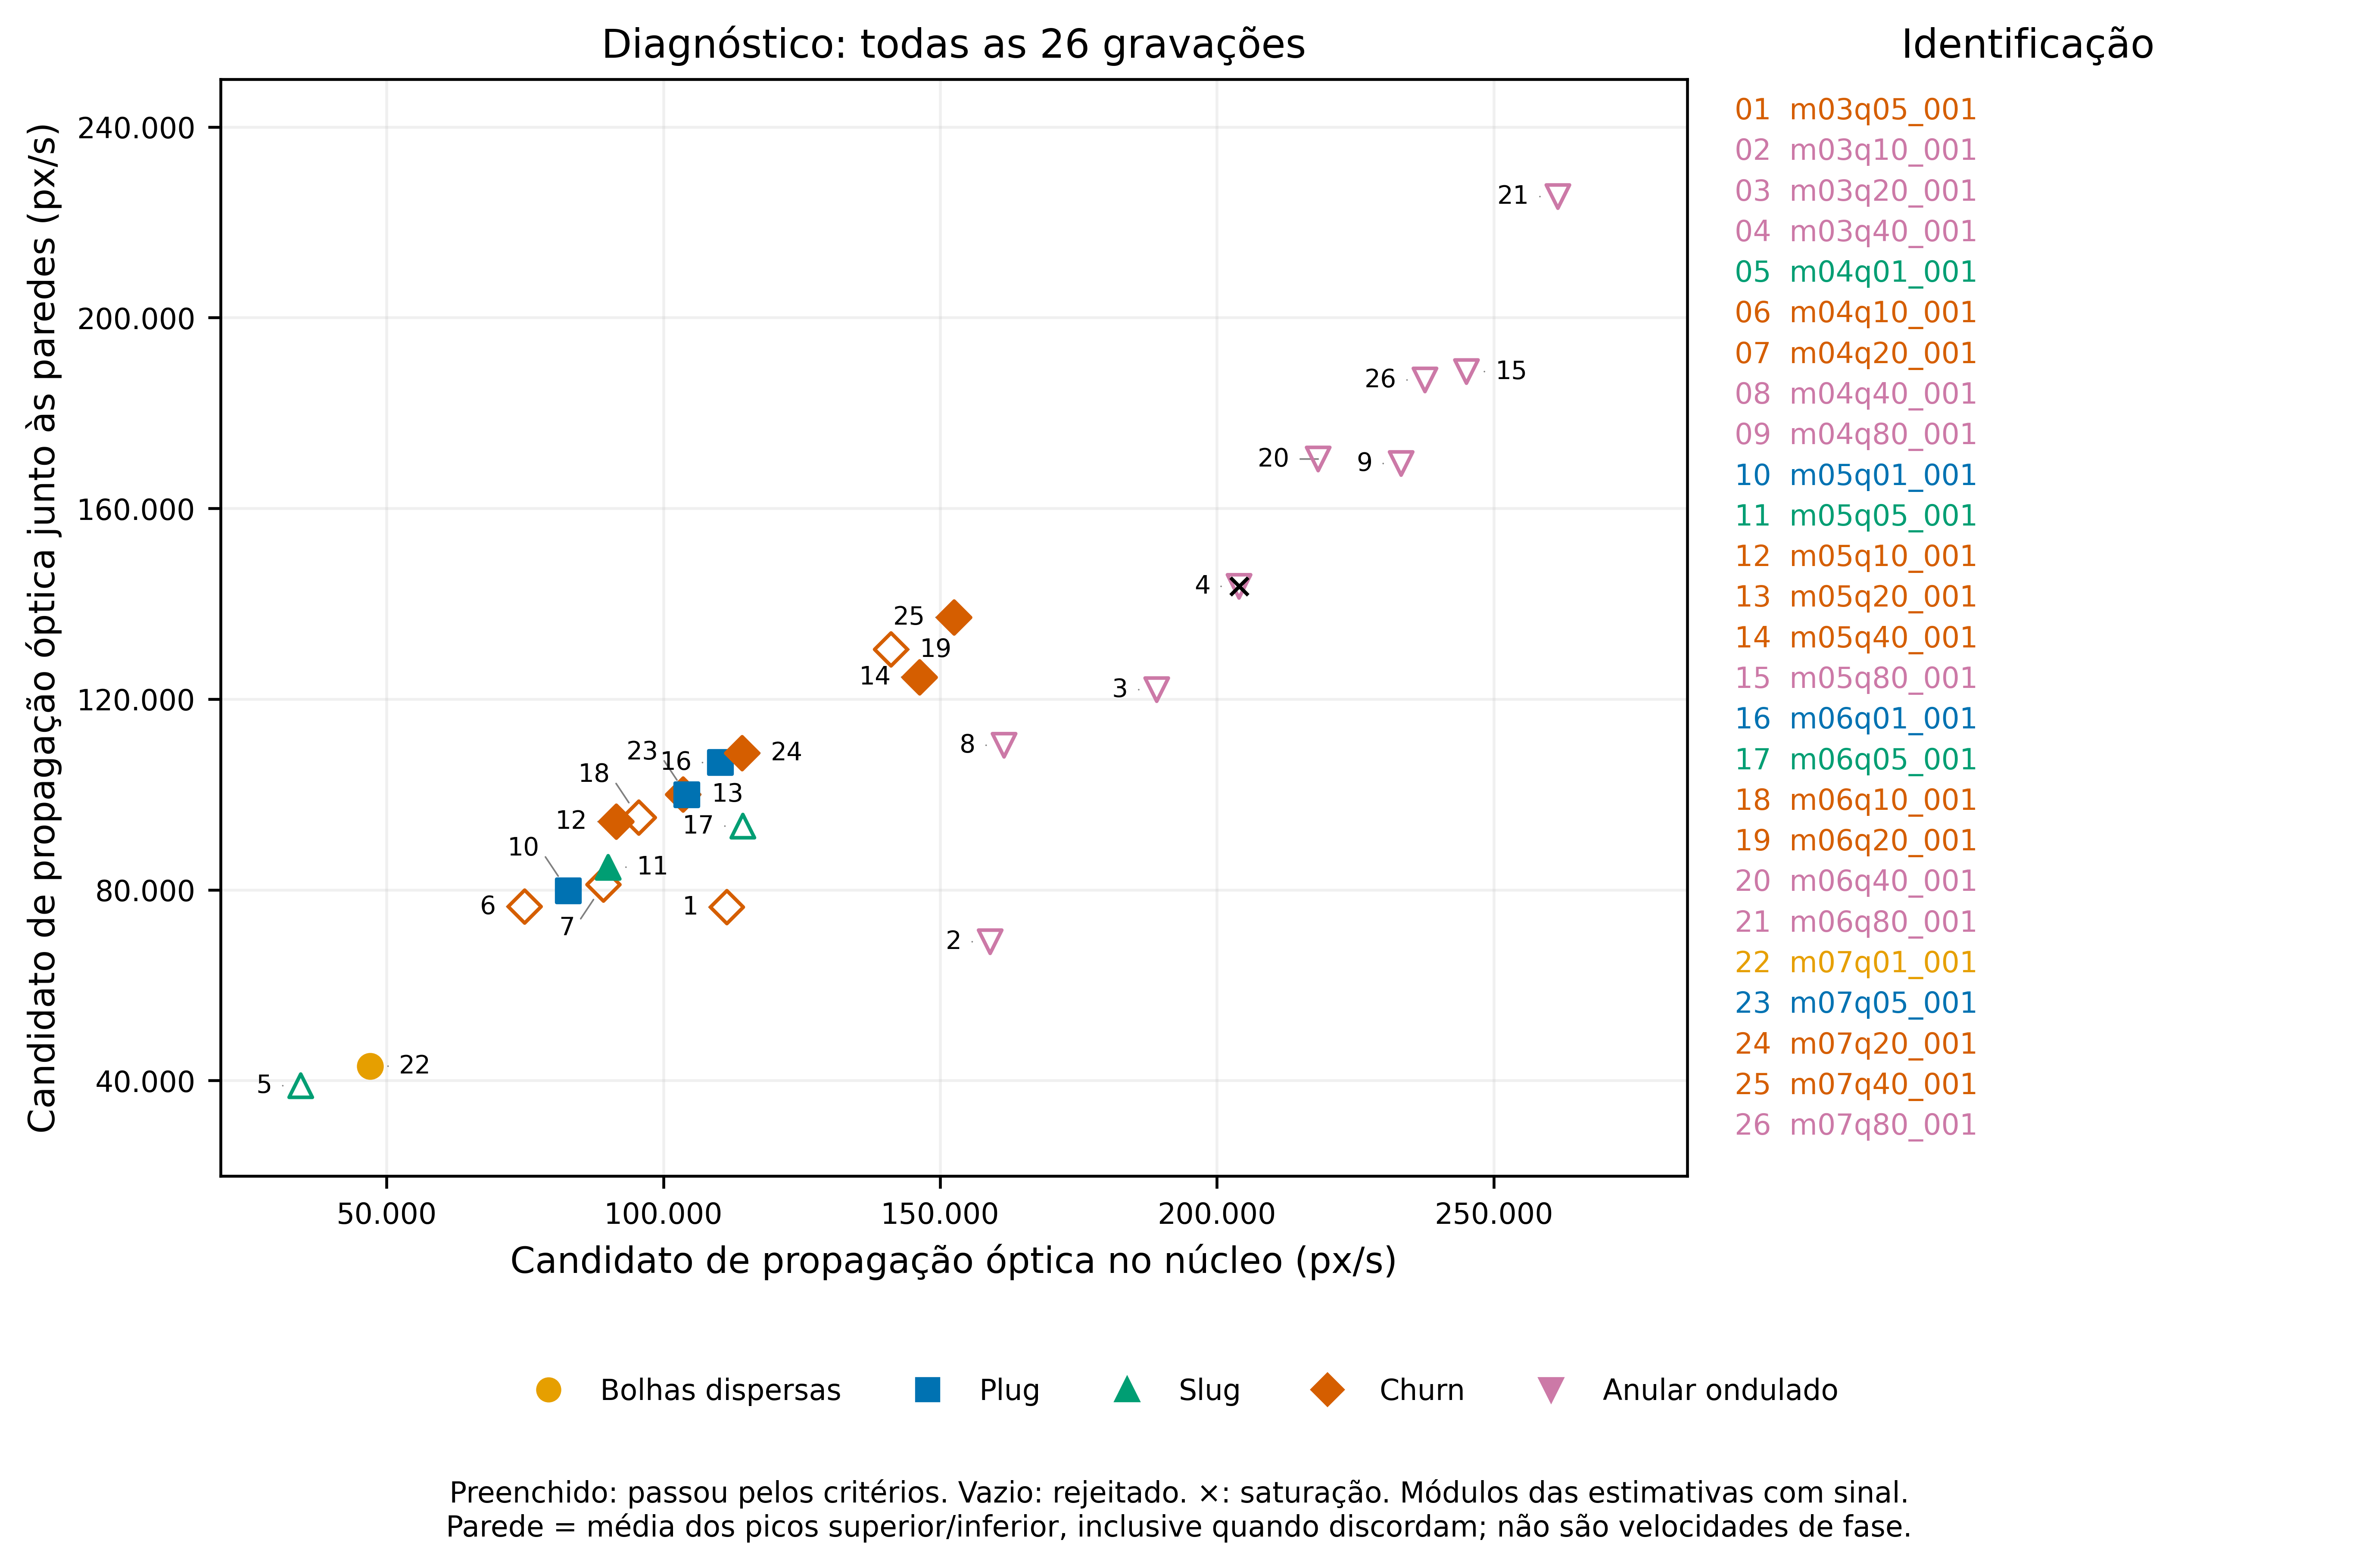 Diagnóstico: todas as 26 gravações
Identificação
Candidato de propagação óptica junto às paredes (px/s)
240.000
200.000
160.000
120.000
80.000
40.000
21
26
15
20
9
4
25
19
14
3
8
23
16
24
18
13
12
17
10
11
6
7
1
2
22
5
50.000
100.000
150.000
200.000
250.000
Candidato de propagação óptica no núcleo (px/s)
01 m03q05_001
02 m03q10_001
03 m03q20_001
04 m03q40_001
05 m04q01_001
06 m04q10_001
07 m04q20_001
08 m04q40_001
09 m04q80_001
10 m05q01_001
11 m05q05_001
12 m05q10_001
13 m05q20_001
14 m05q40_001
15 m05q80_001
16 m06q01_001
17 m06q05_001
18 m06q10_001
19 m06q20_001
20 m06q40_001
21 m06q80_001
22 m07q01_001
23 m07q05_001
24 m07q20_001
25 m07q40_001
26 m07q80_001
Bolhas dispersas
Plug
Slug
Churn
Anular ondulado
Preenchido: passou pelos critérios. Vazio: rejeitado. ×: saturação. Módulos das estimativas com sinal.
Parede = média dos picos superior/inferior, inclusive quando discordam; não são velocidades de fase.